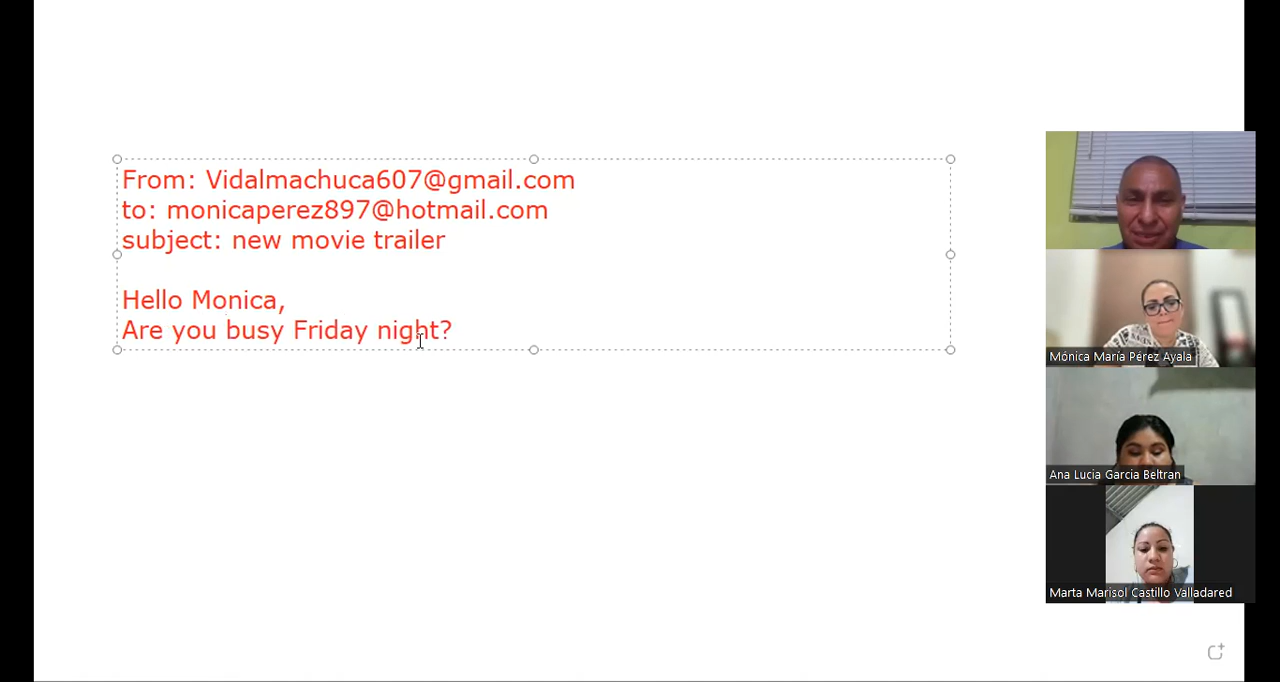 From: Vidalmachuca607@gmail.com
to: monicaperez897@hotmail.com
subject: new movie trailer
Hello Monica,
Are you busy Friday night?
Mónica María Pérez Ayala
Ana Lucia Garcia Beltran
Marta Marisol Castillo Valladared